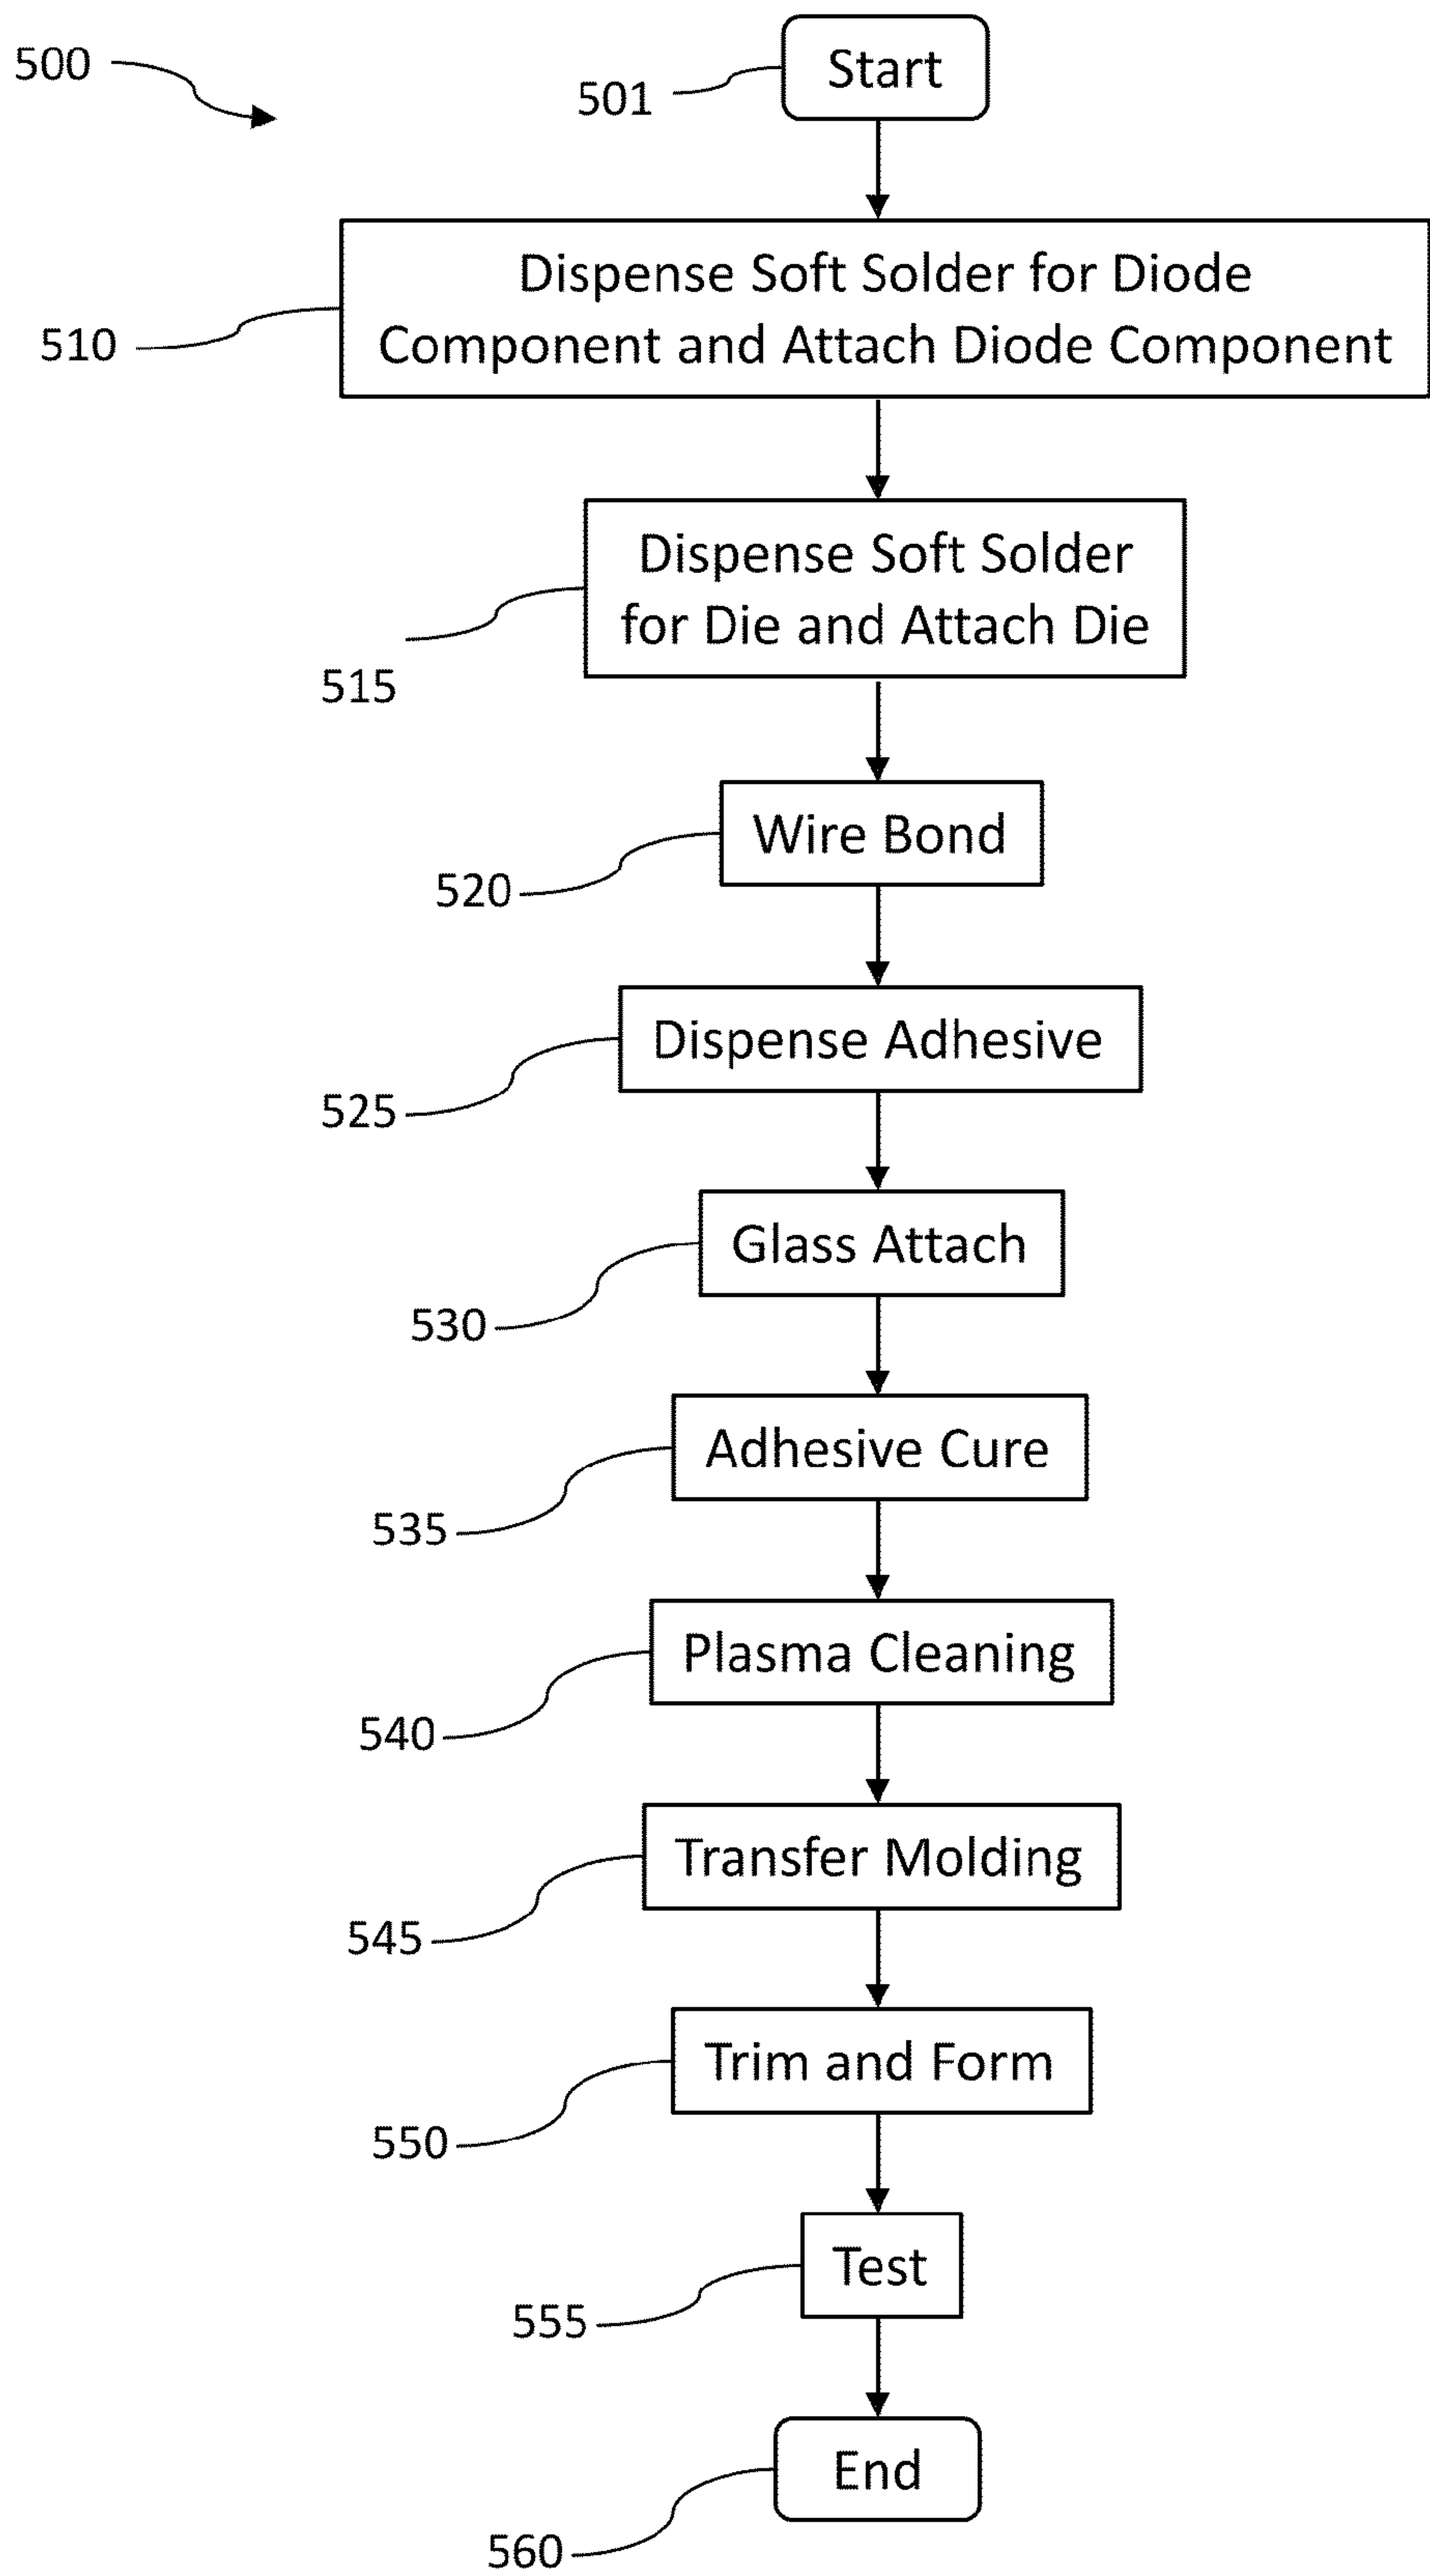 500
501
Start
Dispense Soft Solder for Diode
Component and Attach Diode Component
510
Dispense Soft Solder
for Die and Attach Die
515
Wire Bond
520
Dispense Adhesive
525
Glass Attach
530
Adhesive Cure
535
Plasma Cleaning
540
Transfer Molding
545
Trim and Form
550
Test
555
End
560